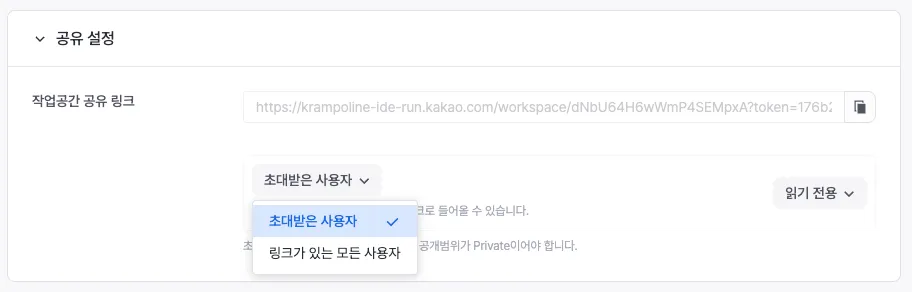 공유 설정
작업공간 공유 링크
https://krampoline-ide-run.kakao.com/workspace/dNbU64H6wWmP4SEMpxA?token=176b2
초대받은 사용자
읽기 전용
초대받은 사용자
크로 들어올 수 있습니다.
초
공개범위가 Private이어야 합니다.
링크가 있는 모든 사용자